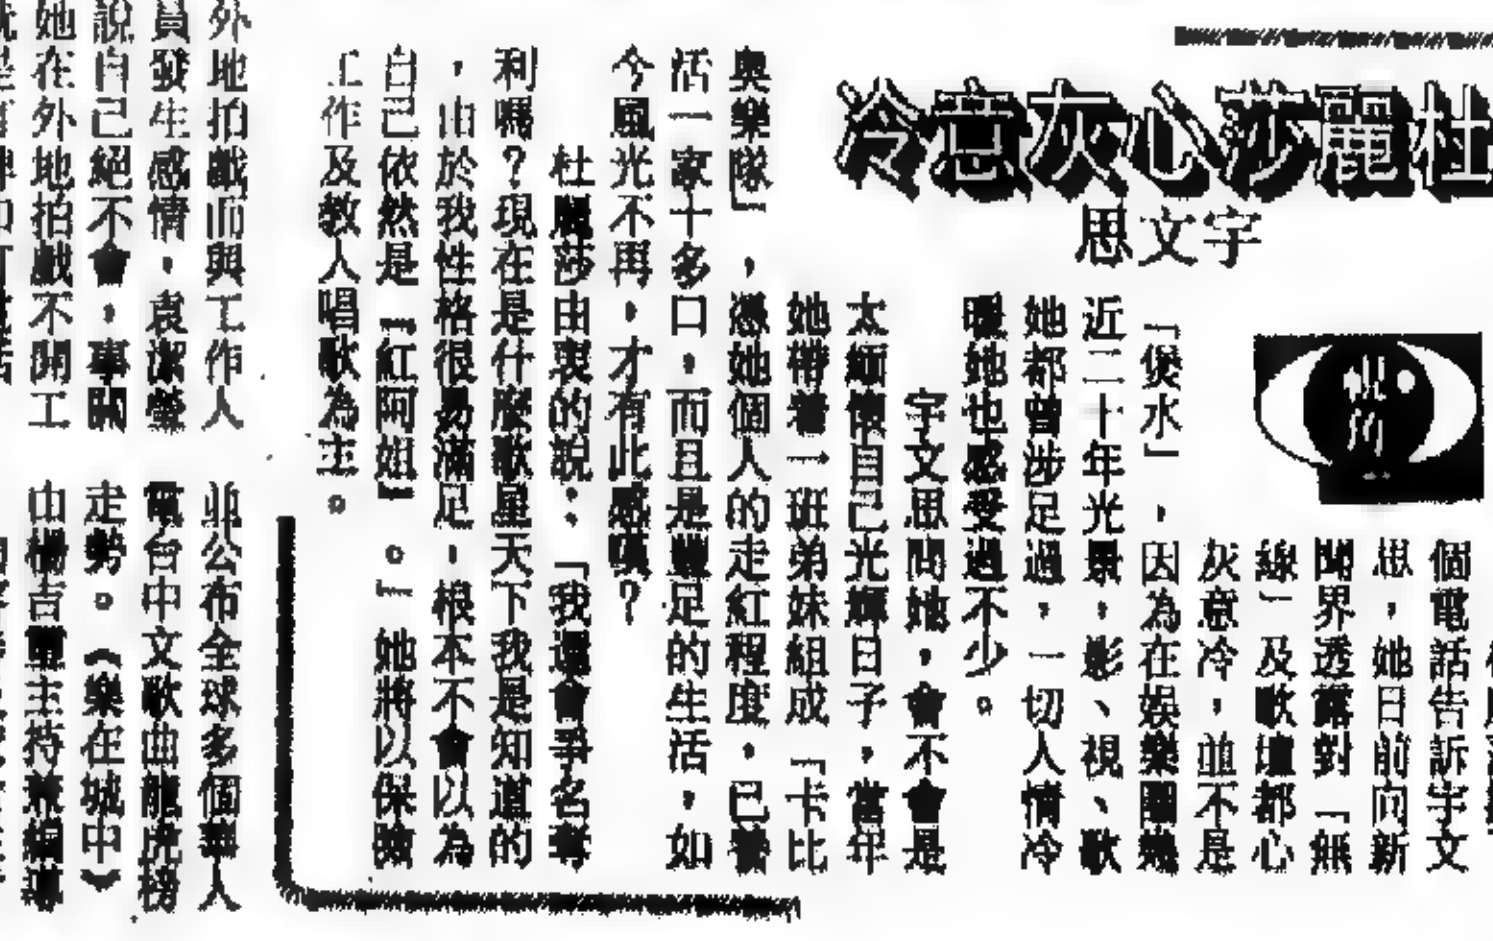 杜麗莎心灰意冷
宇文思
個電話告訴宇文
思，她日前向新
聞界透露對「無
線」及歌壇都心
灰意冷，並不是
「煲水」，因為在娛樂圈幾
近二十年光景，影、視、歌
她都曾涉足過，一切人情冷
暖她也感受過不少。
宇文思問她，會不會是
太緬懷自己光輝日子，當年
她帶着一班弟妹組成「卡比
奧樂隊」，憑她個人的走紅程度，已養
活一家十多口，而且是豐足的生活，如
今風光不再，才有此感嘆？
杜麗莎由衷的說：「我還會爭名奪
利嗎？現在是什麼歌星天下我是知道的
，由於我性格很易滿足，根本不會以為
自己依然是『紅阿姐』。」她將以保險
工作及教人唱歌為主。
外地拍戲而與工作人
員發生感情，袁潔瑩
說自己絕不會，事關
她在外地拍戲不開工
並公布全球多個華人
電台中文歌曲龍虎榜
走勢。《樂在城中》
由楊吉璽主持兼編導